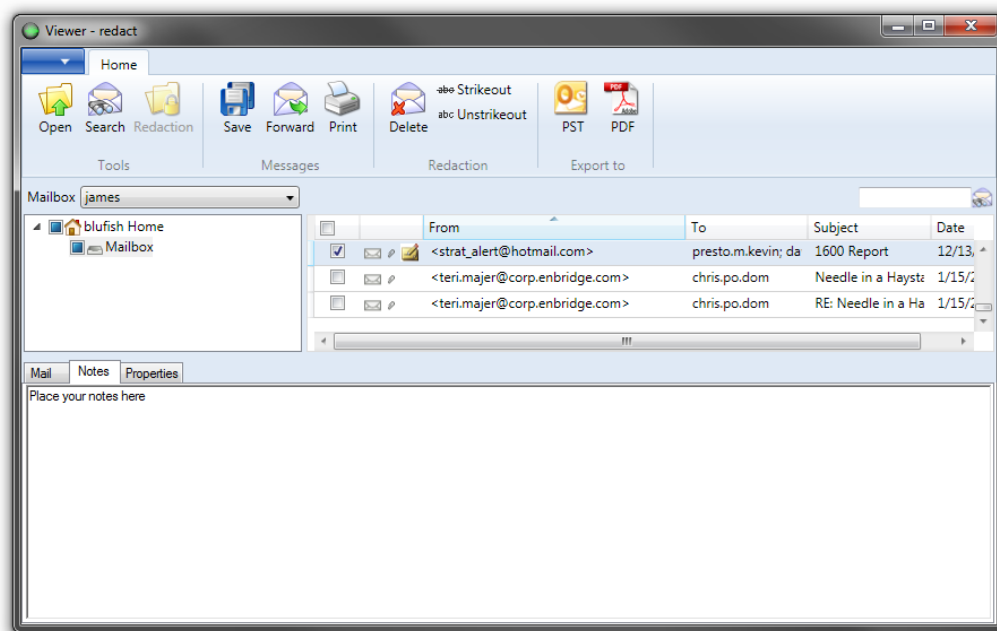 Viewer - redact
Home
Open Search Redaction Save Forward Print Delete abc Strikeout abc Unstrikeout PST PDF
Tools Messages Redaction Export to
Mailbox james
blufish Home
Mailbox
From To Subject Date
<strat_alert@hotmail.com> presto.m.kevin; da 1600 Report 12/13,
<teri.majer@corp.enbridge.com> chris.po.dom Needle in a Haysta 1/15/2
<teri.majer@corp.enbridge.com> chris.po.dom RE: Needle in a Ha 1/15/2
Mail Notes Properties
Place your notes here